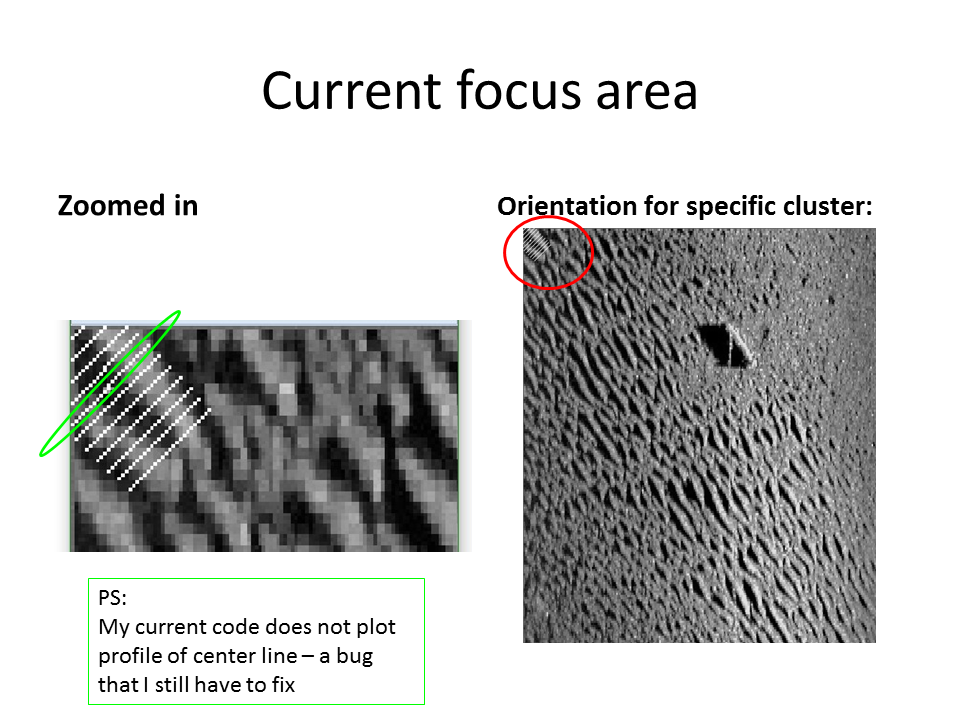 Current focus area
Zoomed in
Orientation for specific cluster:
PS:
My current code does not plot
profile of center line – a bug
that I still have to fix